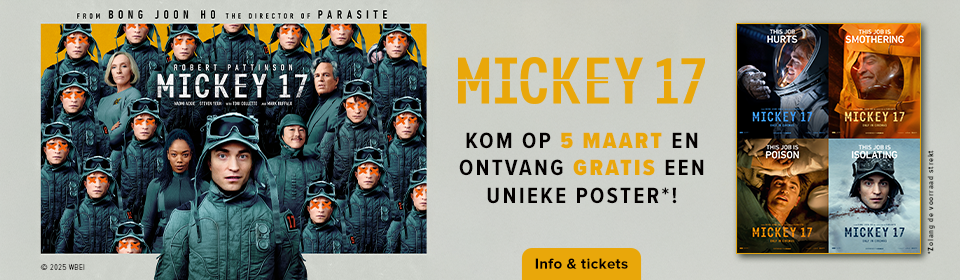 FROM BONG JOON HO THE DIRECTOR OF PARASITE
ROBERT PATTINSON
MICKEY 17
NAOMI ACKIE STEVEN YEUN WITH TONI COLLETTE AND MARK RUFFALO
© 2025 WBEI
MICKEY 17
KOM OP 5 MAART EN
ONTVANG GRATIS EEN
UNIEKE POSTER*!
Info & tickets
THIS JOB
HURTS
MICKEY 17
THIS JOB IS
SMOTHERING
MICKEY 17
THIS JOB IS
POISON
MICKEY 17
THIS JOB IS
ISOLATING
MICKEY 17
*Zolang de voorraad strekt